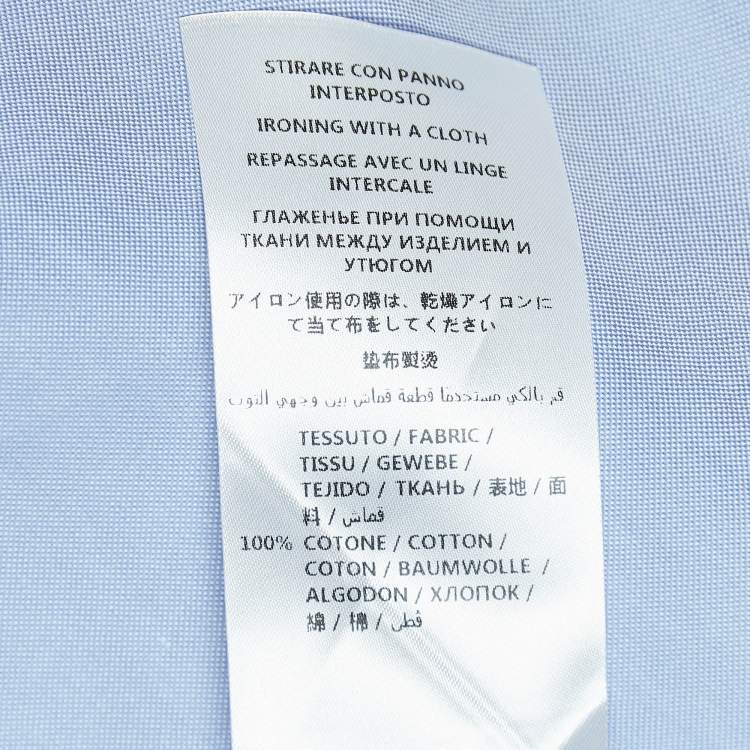 STIRARE CON PANNO
INTERPOSTO
IRONING WITH A CLOTH
REPASSAGE AVEC UN LINGE
INTERCALE
ГЛАЖЕНЬЕ ПРИ ПОМОЩИ
ТКАНИ МЕЖДУ ИЗДЕЛИЕМ И
УТЮГОМ
アイロン使用の際は、乾燥アイロンに
て当て布をしてください
垫布熨烫
قم بالكي مستخدمًا قطعة قماش بين وجهي الثوب
TESSUTO / FABRIC /
TISSU / GEWEBE /
TEJIDO / ТКАНЬ / 表地 / 面
料 / قماش
100% COTONE / COTTON /
COTON / BAUMWOLLE /
ALGODON / ХЛОПОК /
綿 / 棉 / قطن